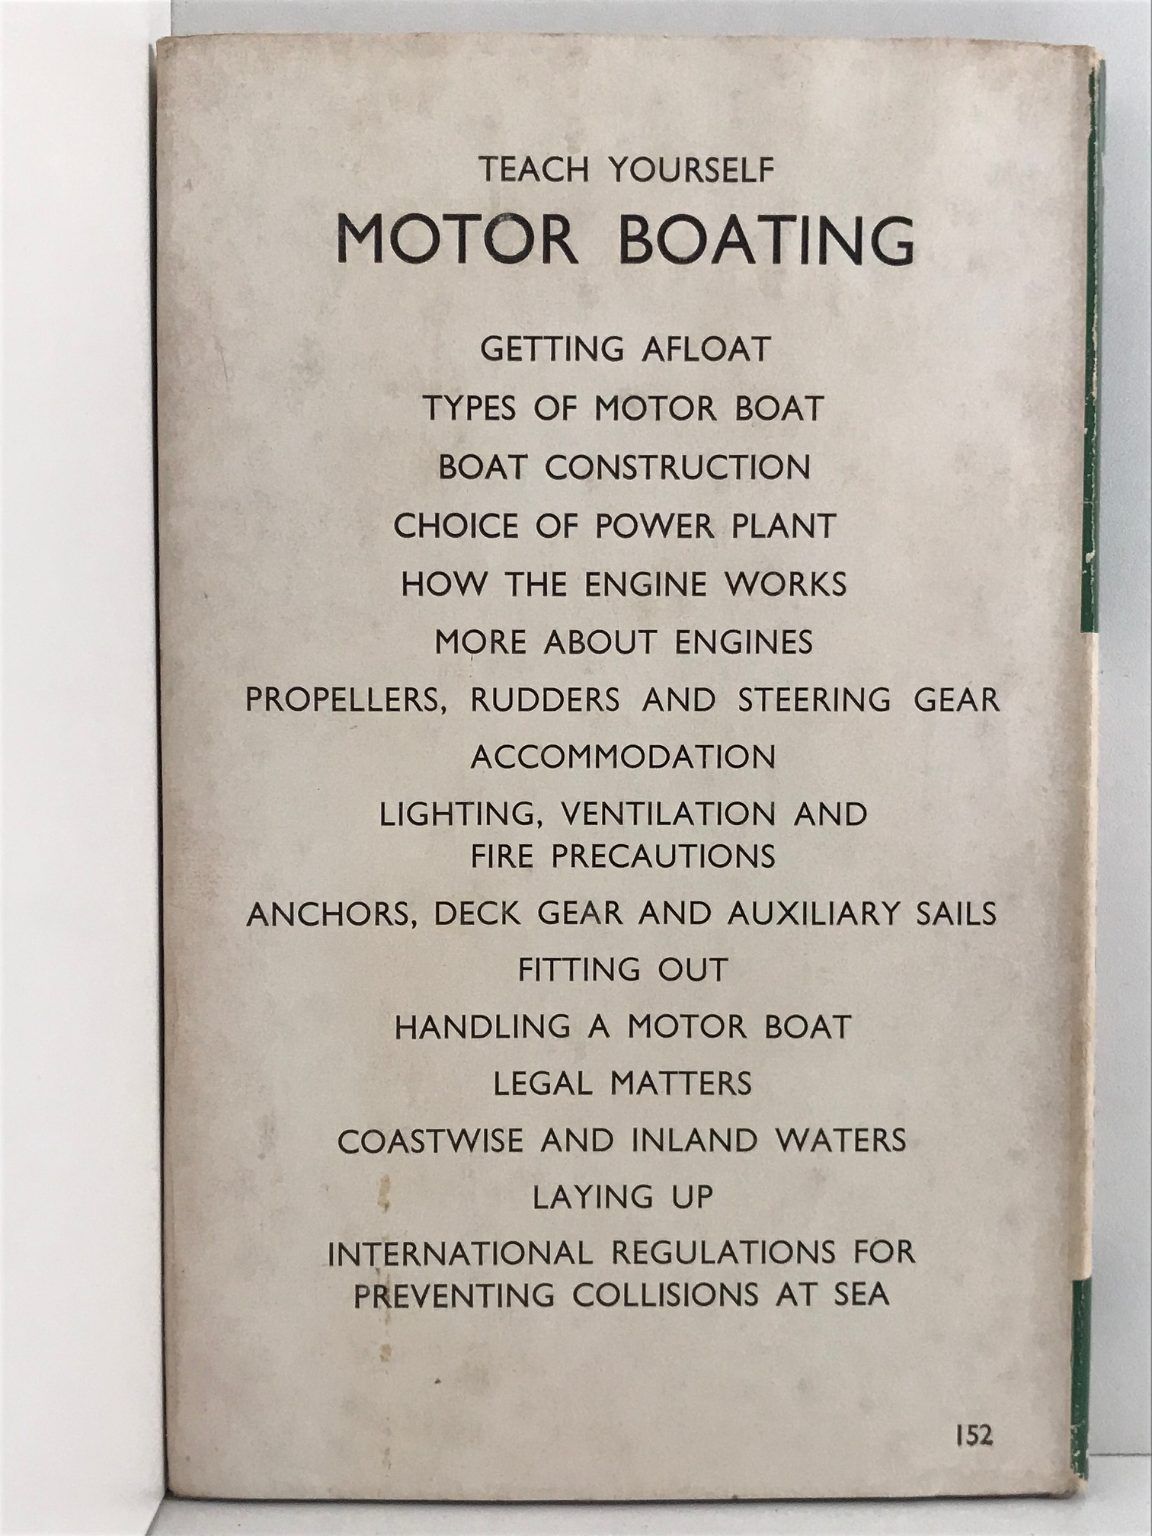 TEACH YOURSELF
MOTOR BOATING
GETTING AFLOAT
TYPES OF MOTOR BOAT
BOAT CONSTRUCTION
CHOICE OF POWER PLANT
HOW THE ENGINE WORKS
MORE ABOUT ENGINES
PROPELLERS, RUDDERS AND STEERING GEAR
ACCOMMODATION
LIGHTING, VENTILATION AND
FIRE PRECAUTIONS
ANCHORS, DECK GEAR AND AUXILIARY SAILS
FITTING OUT
HANDLING A MOTOR BOAT
LEGAL MATTERS
COASTWISE AND INLAND WATERS
LAYING UP
INTERNATIONAL REGULATIONS FOR
PREVENTING COLLISIONS AT SEA
152